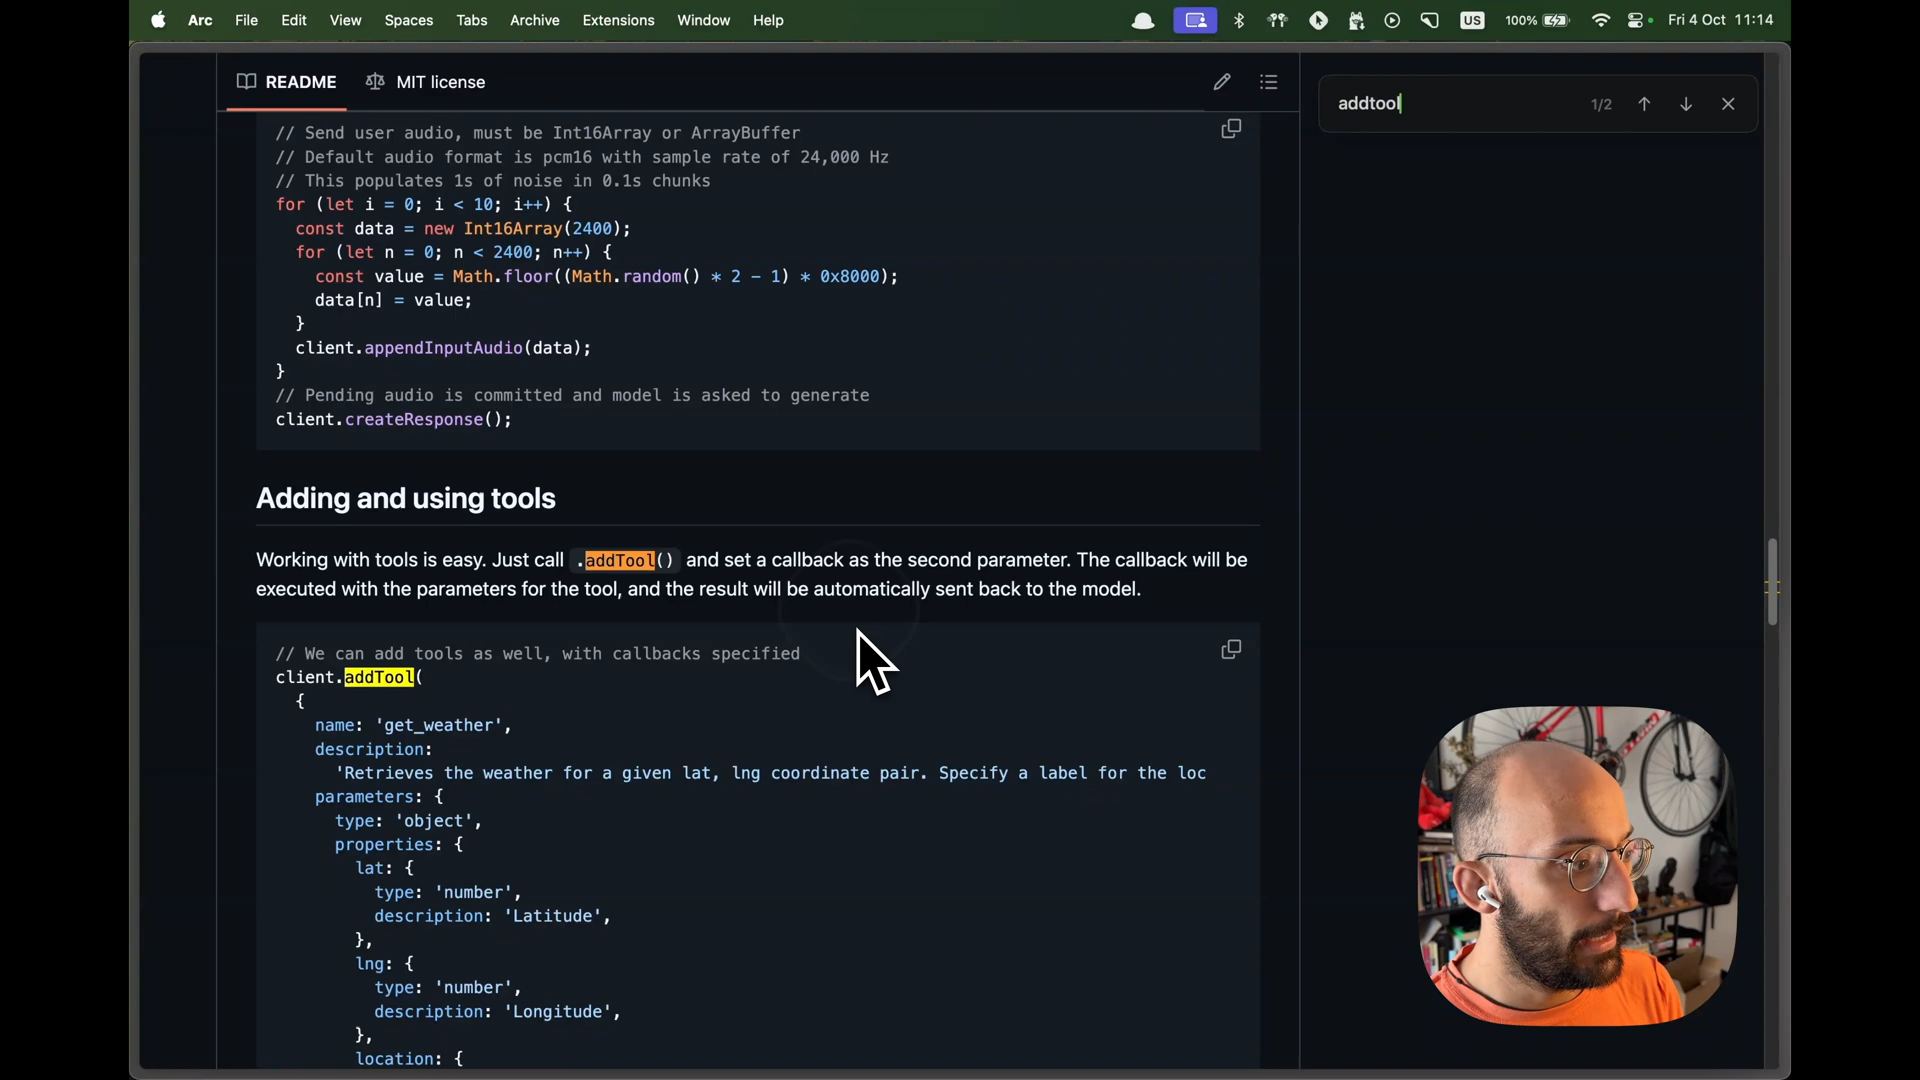 Arc File Edit View Spaces Tabs Archive Extensions Window Help US 100% Fri 4 Oct 11:14
README MIT license
addtool 1/2
// Send user audio, must be Int16Array or ArrayBuffer
// Default audio format is pcm16 with sample rate of 24,000 Hz
// This populates 1s of noise in 0.1s chunks
for (let i = 0; i < 10; i++) {
const data = new Int16Array(2400);
for (let n = 0; n < 2400; n++) {
const value = Math.floor((Math.random() * 2 - 1) * 0x8000);
data[n] = value;
}
client.appendInputAudio(data);
}
// Pending audio is committed and model is asked to generate
client.createResponse();
Adding and using tools
Working with tools is easy. Just call .addTool() and set a callback as the second parameter. The callback will be
executed with the parameters for the tool, and the result will be automatically sent back to the model.
// We can add tools as well, with callbacks specified
client.addTool(
{
name: 'get_weather',
description:
'Retrieves the weather for a given lat, lng coordinate pair. Specify a label for the loc
parameters: {
type: 'object',
properties: {
lat: {
type: 'number',
description: 'Latitude',
},
lng: {
type: 'number',
description: 'Longitude',
},
location: {